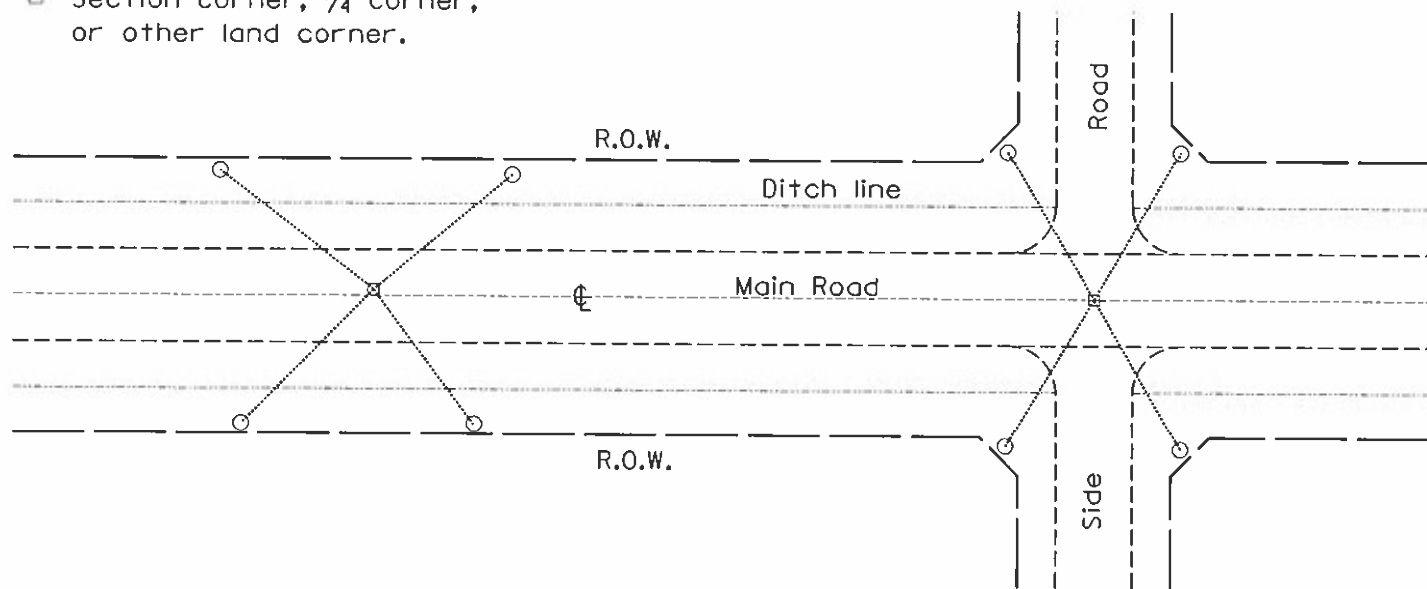 □ Section corner, 1/4 corner,
or other land corner.
Road
R.O.W.
Ditch line
Main Road
℄
R.O.W.
Side